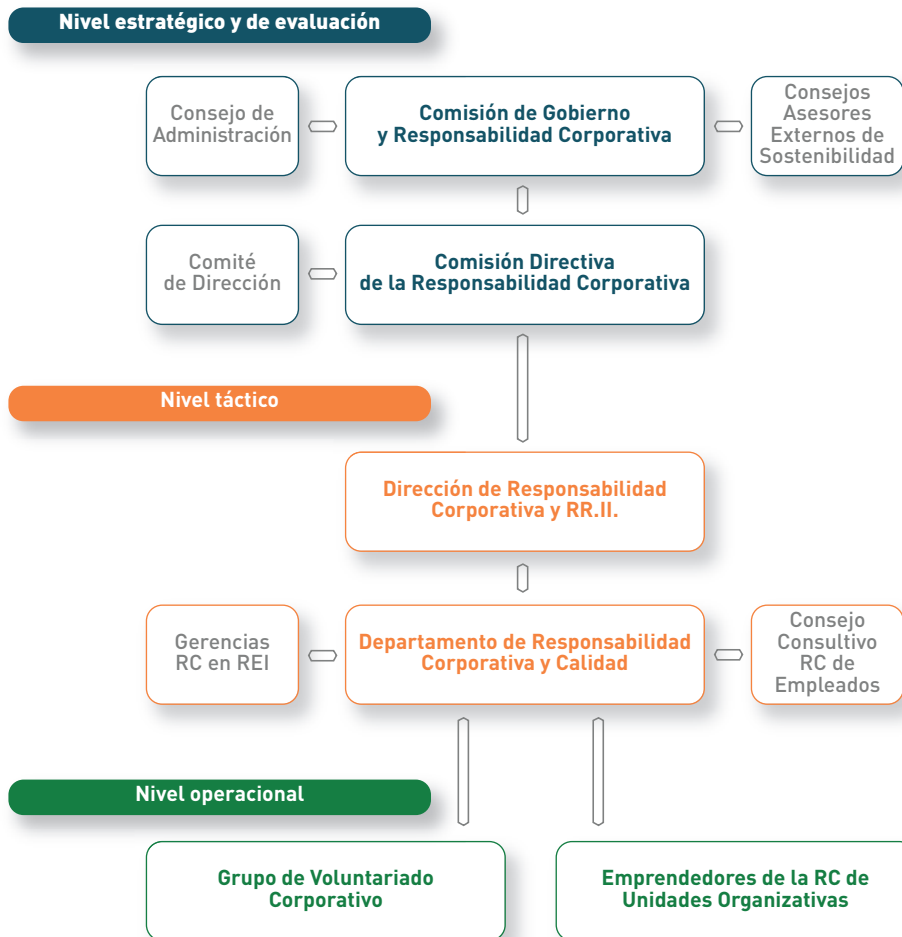 Nivel estratégico y de evaluación
Consejo de
Administración
Comisión de Gobierno
y Responsabilidad Corporativa
Consejos
Asesores
Externos de
Sostenibilidad
Comité
de Dirección
Comisión Directiva
de la Responsabilidad Corporativa
Nivel táctico
Dirección de Responsabilidad
Corporativa y RR.II.
Gerencias
RC en REI
Departamento de Responsabilidad
Corporativa y Calidad
Consejo
Consultivo
RC de
Empleados
Nivel operacional
Grupo de Voluntariado
Corporativo
Emprendedores de la RC de
Unidades Organizativas